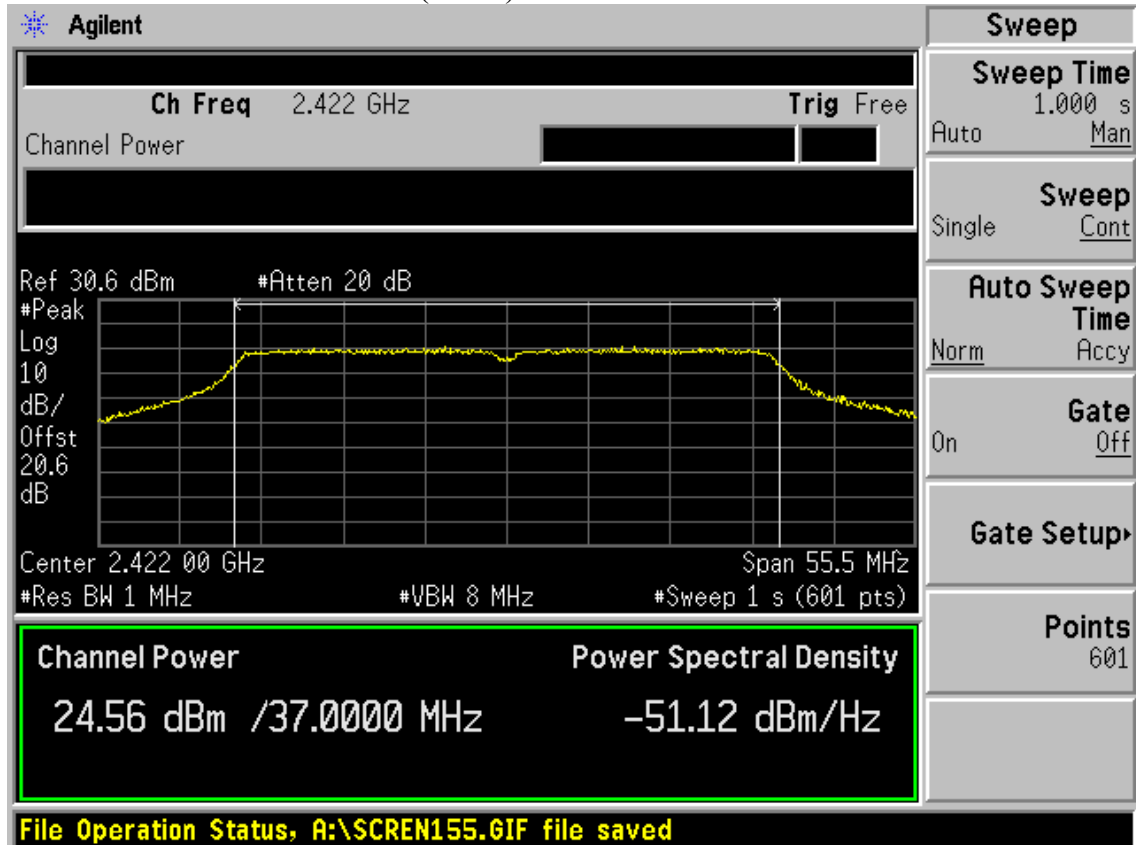 Agilent
Sweep
Ch Freq 2.422 GHz Trig Free
Channel Power
Ref 30.6 dBm #Atten 20 dB
#Peak
Log
10
dB/
Offst
20.6
dB
Center 2.422 00 GHz Span 55.5 MHz
#Res BW 1 MHz #VBW 8 MHz #Sweep 1 s (601 pts)
Channel Power Power Spectral Density
24.56 dBm /37.0000 MHz -51.12 dBm/Hz
File Operation Status, A:\SCREN155.GIF file saved
Sweep Time
1.000 s
Auto Man
Sweep
Single Cont
Auto Sweep
Time
Norm Accy
Gate
On Off
Gate Setup
Points
601